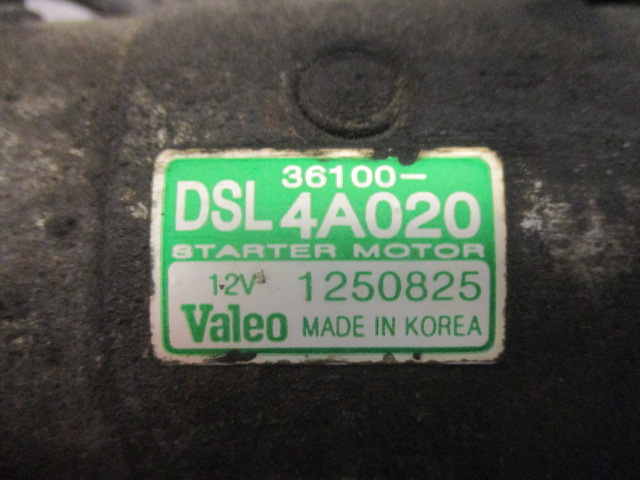 36100-
DSL 4A020
STARTER MOTOR
12V 1250825
Valeo MADE IN KOREA